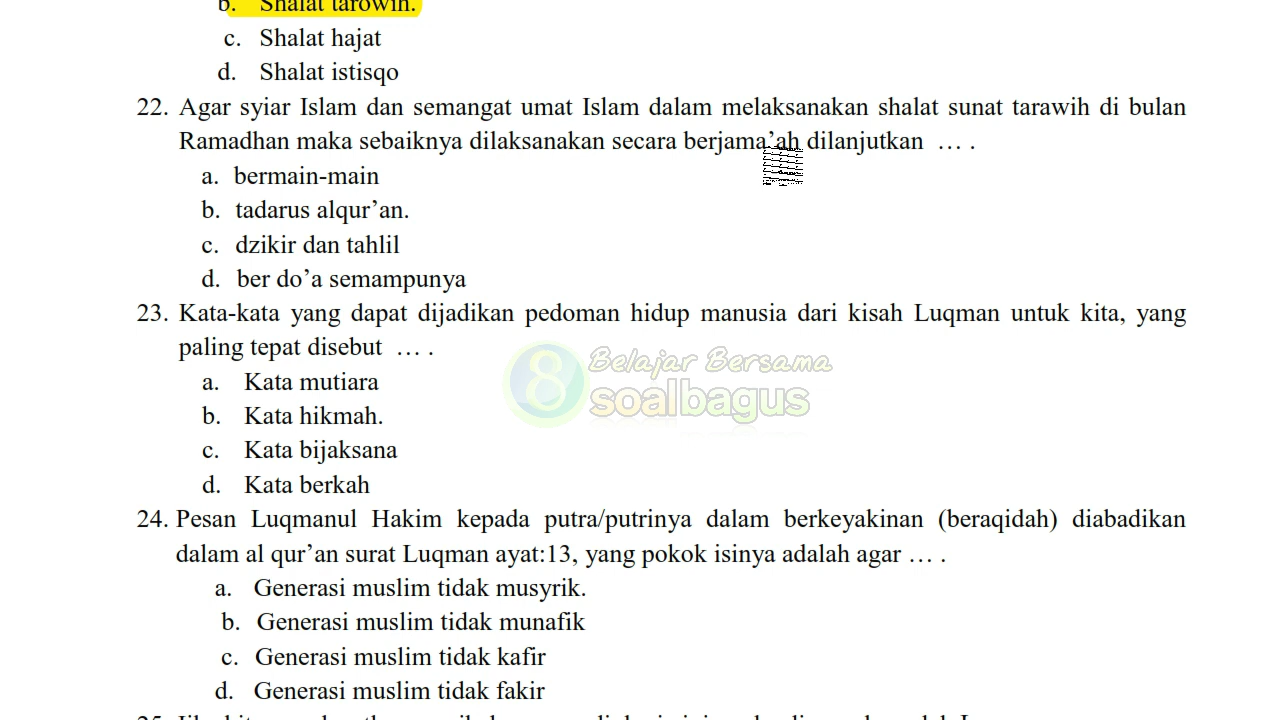 b. Shalat tarowih.
c. Shalat hajat
d. Shalat istisqo
22. Agar syiar Islam dan semangat umat Islam dalam melaksanakan shalat sunat tarawih di bulan
Ramadhan maka sebaiknya dilaksanakan secara berjama’ah dilanjutkan … .
a. bermain-main
b. tadarus alqur’an.
c. dzikir dan tahlil
d. ber do’a semampunya
23. Kata-kata yang dapat dijadikan pedoman hidup manusia dari kisah Luqman untuk kita, yang
paling tepat disebut … .
Belajar Bersama
8 soalbagus
a. Kata mutiara
b. Kata hikmah.
c. Kata bijaksana
d. Kata berkah
24. Pesan Luqmanul Hakim kepada putra/putrinya dalam berkeyakinan (beraqidah) diabadikan
dalam al qur’an surat Luqman ayat:13, yang pokok isinya adalah agar … .
a. Generasi muslim tidak musyrik.
b. Generasi muslim tidak munafik
c. Generasi muslim tidak kafir
d. Generasi muslim tidak fakir